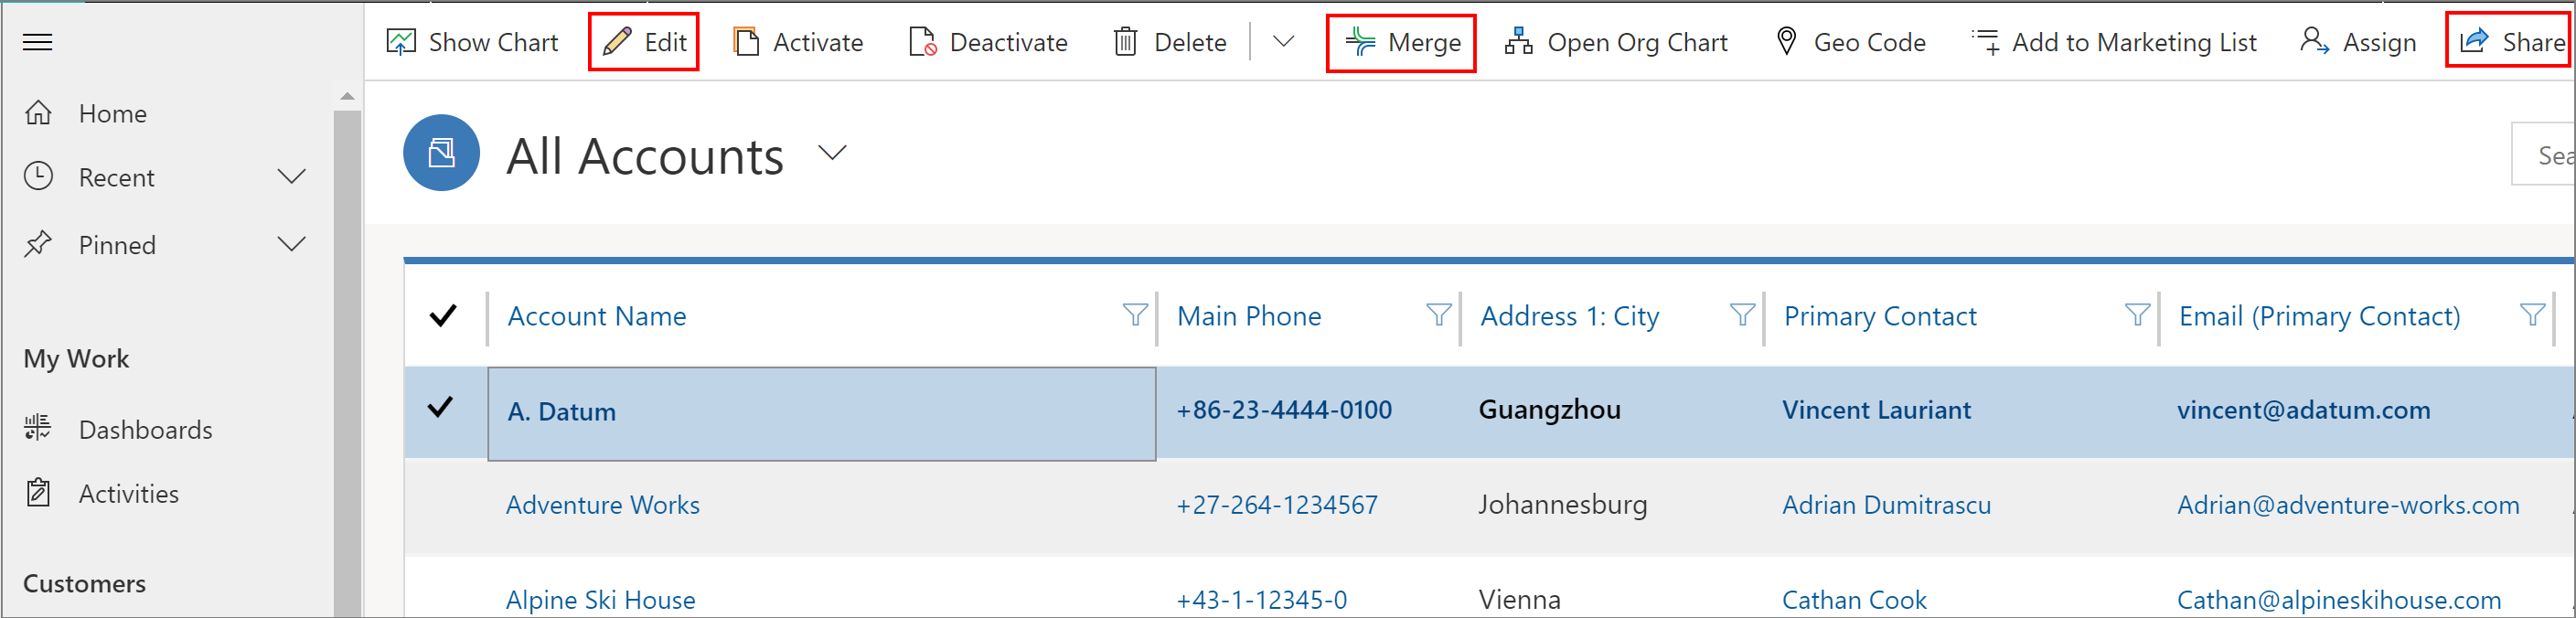 Show Chart Edit Activate Deactivate Delete Merge Open Org Chart Geo Code Add to Marketing List Assign Share
Home
Recent
Pinned
My Work
Dashboards
Activities
Customers
All Accounts
Sea
Account Name Main Phone Address 1: City Primary Contact Email (Primary Contact)
A. Datum +86-23-4444-0100 Guangzhou Vincent Lauriant vincent@adatum.com
Adventure Works +27-264-1234567 Johannesburg Adrian Dumitrascu Adrian@adventure-works.com
Alpine Ski House +43-1-12345-0 Vienna Cathan Cook Cathan@alpineskihouse.com